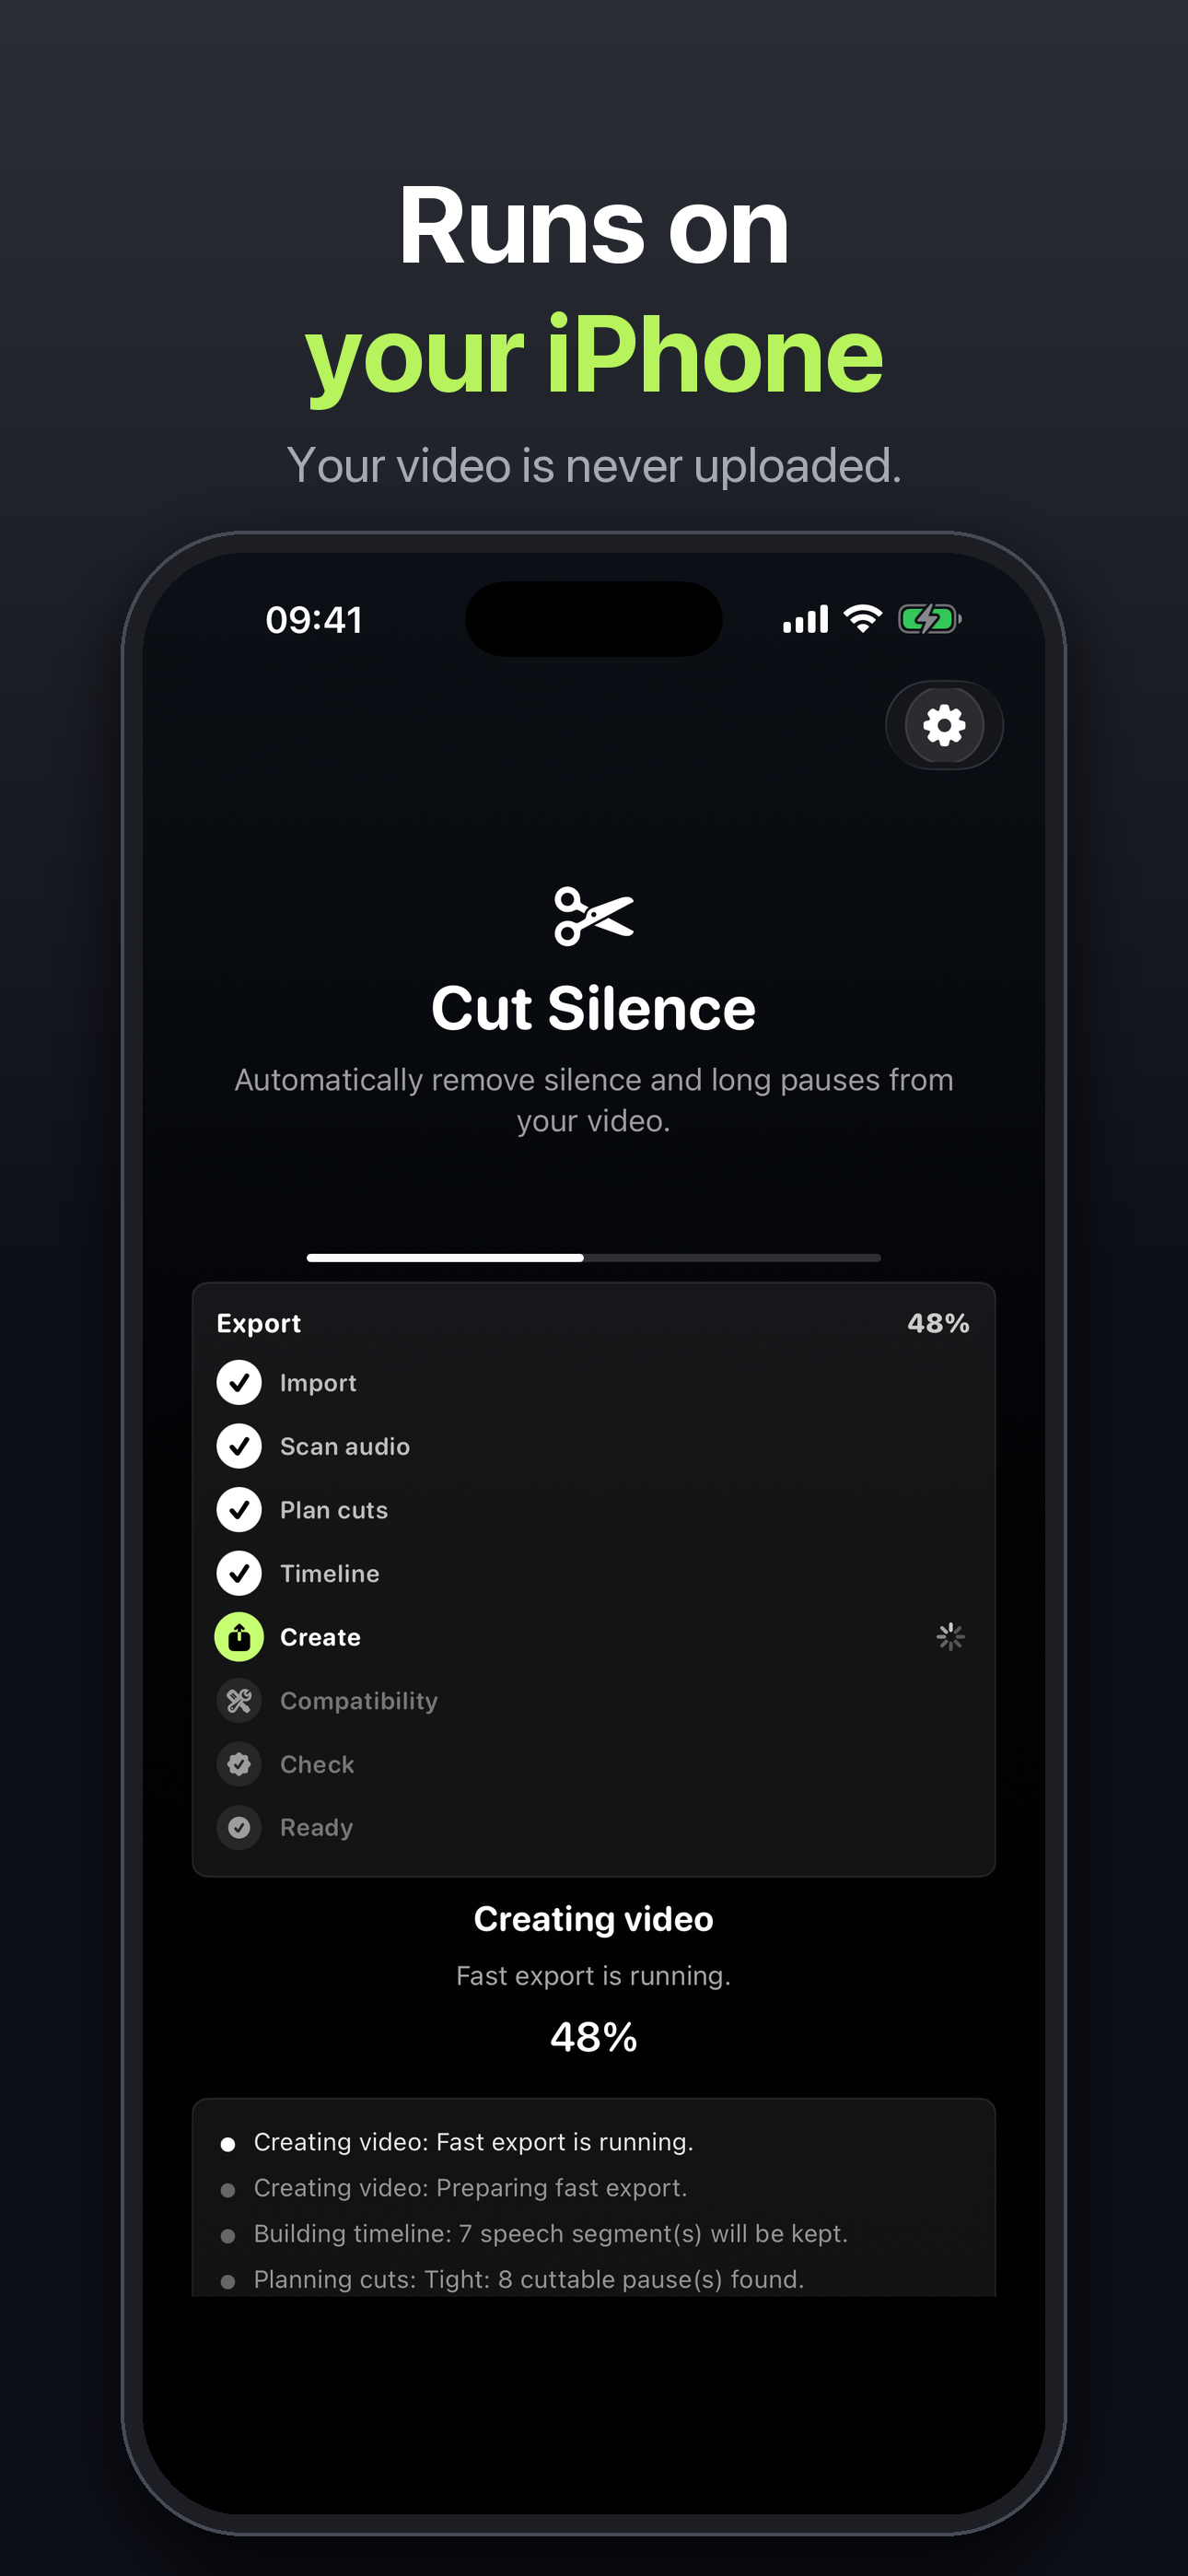 Runs on
your iPhone
Your video is never uploaded.
09:41
Cut Silence
Automatically remove silence and long pauses from
your video.
Export 48%
Import
Scan audio
Plan cuts
Timeline
Create
Compatibility
Check
Ready
Creating video
Fast export is running.
48%
Creating video: Fast export is running.
Creating video: Preparing fast export.
Building timeline: 7 speech segment(s) will be kept.
Planning cuts: Tight: 8 cuttable pause(s) found.